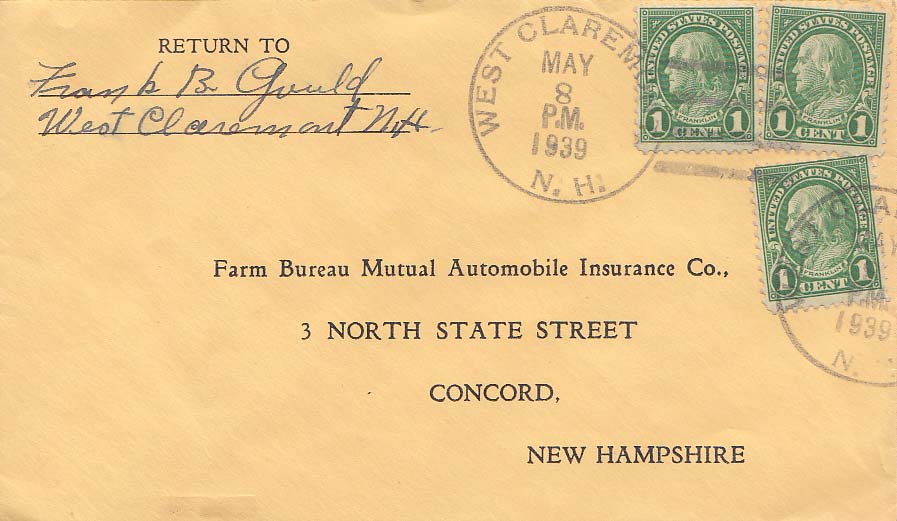 RETURN TO
Frank B. Gould
West Claremont N.H.
WEST CLAREM
MAY
8
P.M.
1939
N. H.
UNITED STATES POSTAGE
FRANKLIN
1 CENT 1
UNITED STATES POSTAGE
FRANKLIN
1 CENT 1
UNITED STATES POSTAGE
FRANKLIN
1 CENT 1
P.M.
1939
N.
Farm Bureau Mutual Automobile Insurance Co.,
3 NORTH STATE STREET
CONCORD,
NEW HAMPSHIRE